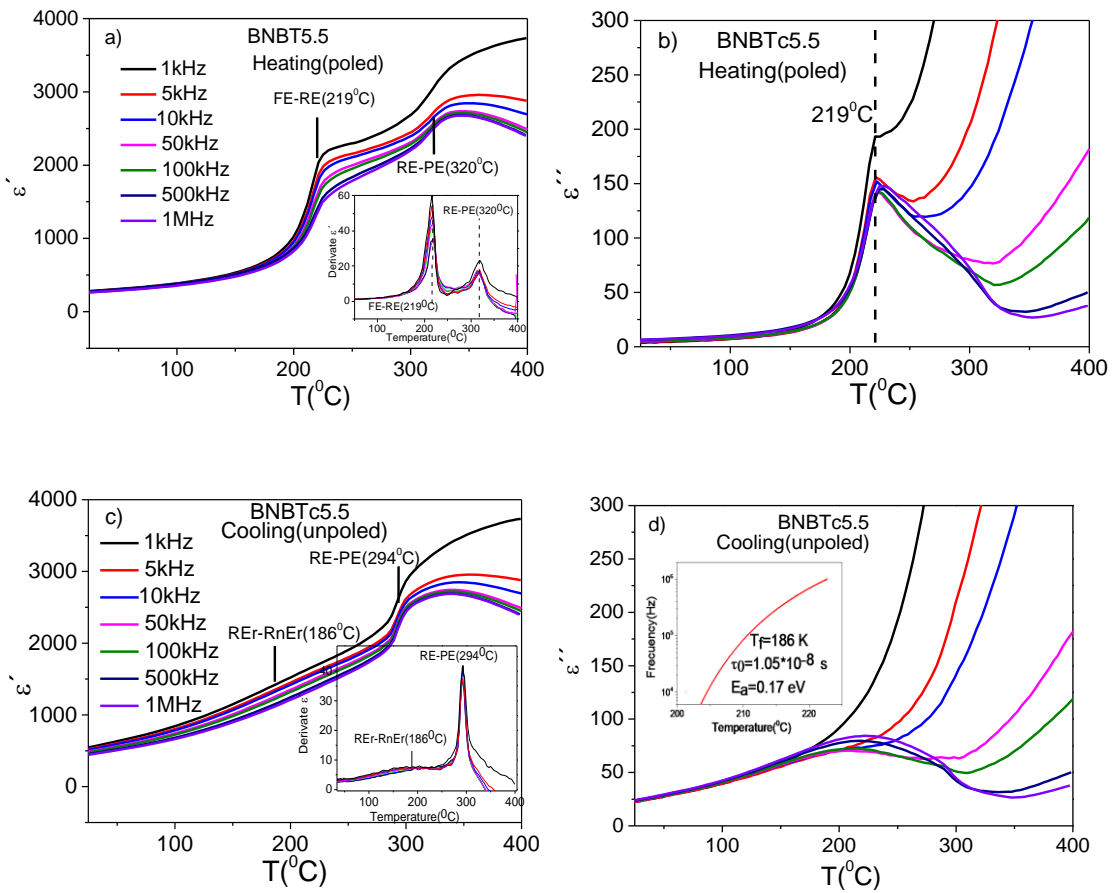 a)
BNBT5.5
Heating(poled)
1kHz
5kHz
10kHz
50kHz
100kHz
500kHz
1MHz
FE-RE(219⁰C)
RE-PE(320⁰C)
4000
3000
2000
1000
0
ε´
100
200
300
400
T(⁰C)
60
40
20
0
Derivate ε´
RE-PE(320⁰C)
FE-RE(219⁰C)
100
200
300
400
Temperature(⁰C)
b)
BNBTc5.5
Heating(poled)
219⁰C
300
250
200
150
100
50
0
ε´´
100
200
300
400
T(⁰C)
c)
BNBTc5.5
Cooling(unpoled)
1kHz
5kHz
10kHz
50kHz
100kHz
500kHz
1MHz
RE-PE(294⁰C)
REr-RnEr(186⁰C)
4000
3000
2000
1000
0
ε´
100
200
300
400
T(⁰C)
40
30
20
10
0
Derivate ε´
RE-PE(294⁰C)
REr-RnEr(186⁰C)
100
200
300
400
Temperature(⁰C)
d)
BNBTc5.5
Cooling(unpoled)
300
250
200
150
100
50
0
ε´´
100
200
300
400
T(⁰C)
10⁶
10⁵
10⁴
Frecuency(Hz)
Tf=186 K
τ0=1.05*10⁻⁸ s
Ea=0.17 eV
200
210
220
Temperature(⁰C)